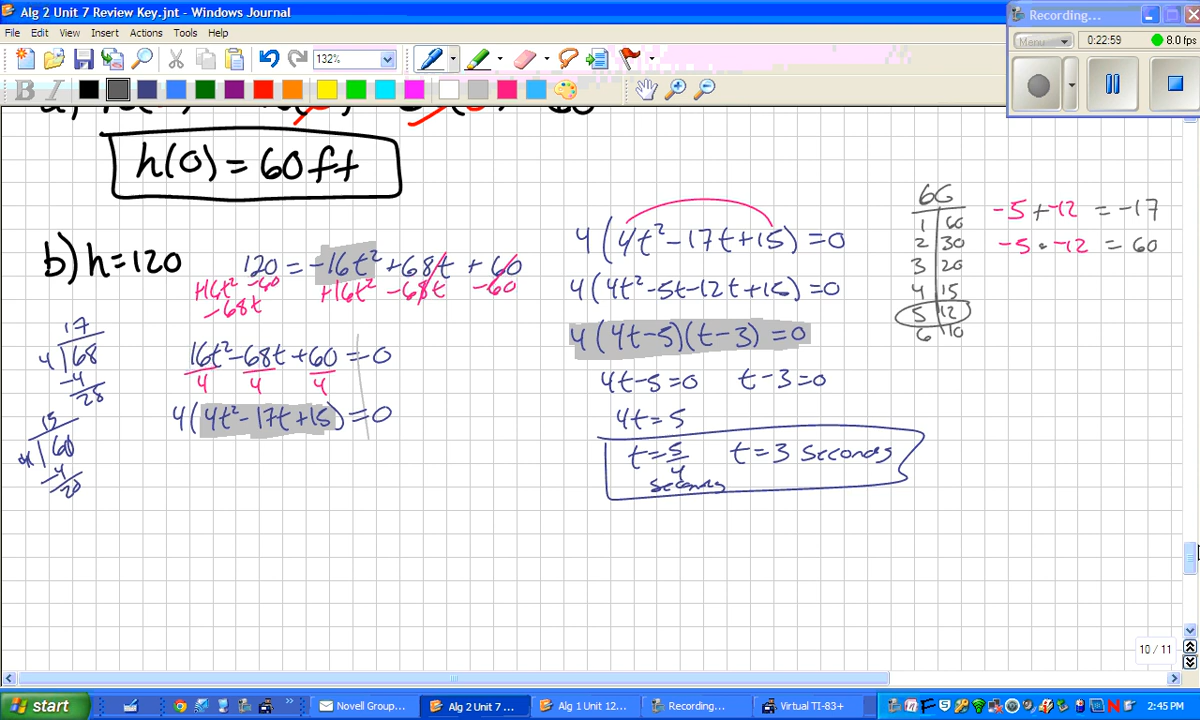 Alg 2 Unit 7 Review Key.jnt - Windows Journal
File Edit View Insert Actions Tools Help
132%
Recording...
Menu
0:22:59 8.0 fps
h(0) = 60ft
b) h=120
120 = -16t² + 68t + 60
+16t² -60 +16t² -68t -60
-68t
17
4 | 68
-4
28
15
4 | 60
-4
20
16t² - 68t + 60 = 0
4 4 4
4(4t² - 17t + 15) = 0
4(4t² - 17t + 15) = 0
4(4t² - 5t - 12t + 15) = 0
4(4t - 5)(t - 3) = 0
4t - 5 = 0 t - 3 = 0
4t = 5
t = 5/4 seconds t = 3 seconds
60
1 60
2 30
3 20
4 15
5 12
6 10
-5 + -12 = -17
-5 • -12 = 60
10 / 11
start
Novell Group...
Alg 2 Unit 7 ...
Alg 1 Unit 12...
Recording...
Virtual TI-83+
2:45 PM